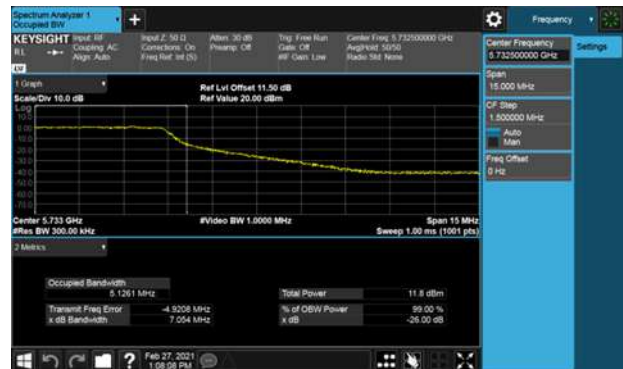 Spectrum Analyzer 1
Occupied BW
Frequency
KEYSIGHT Input: RF
Coupling: AC
Align: Auto
Input Z: 50 Ω
Corrections: On
Freq Ref: Int (S)
Atten: 30 dB
Preamp: Off
Trig: Free Run
Gate: Off
#IF Gain: Low
Center Freq: 5.732500000 GHz
Avg|Hold: 50/50
Radio Std: None
Center Frequency
5.732500000 GHz
Settings
Span
15.000 MHz
CF Step
1.500000 MHz
Auto
Man
Freq Offset
0 Hz
1 Graph
Scale/Div 10.0 dB
Ref Lvl Offset 11.50 dB
Ref Value 20.00 dBm
Log
10.0
0.00
-10.0
-20.0
-30.0
-40.0
-50.0
-60.0
-70.0
Center 5.733 GHz
#Res BW 300.00 kHz
#Video BW 1.0000 MHz
Span 15 MHz
Sweep 1.00 ms (1001 pts)
2 Metrics
Occupied Bandwidth
5.1261 MHz
Total Power 11.8 dBm
Transmit Freq Error -4.9208 MHz
% of OBW Power 99.00 %
x dB Bandwidth 7.054 MHz
x dB -26.00 dB
Feb 27, 2021
1:08:08 PM